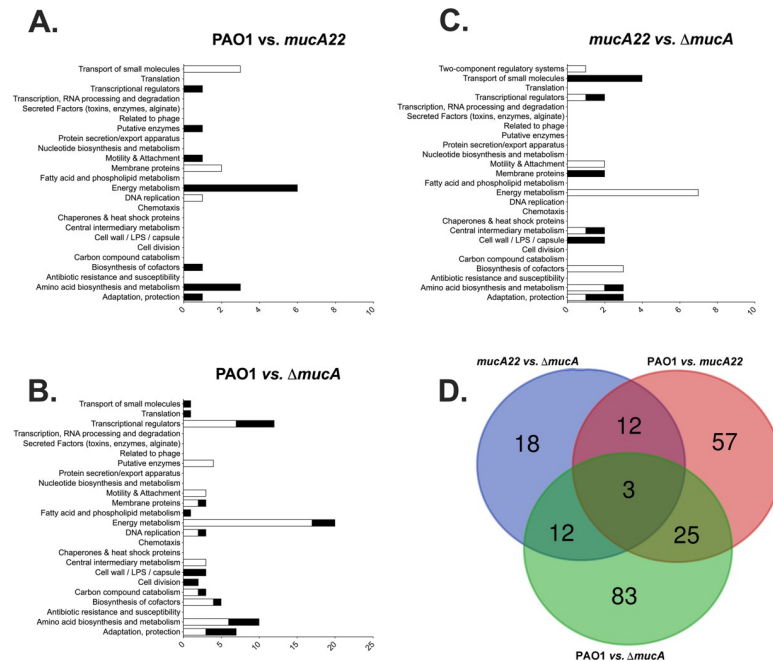 A.
PAO1 vs. mucA22
Transport of small molecules
Translation
Transcriptional regulators
Transcription, RNA processing and degradation
Secreted Factors (toxins, enzymes, alginate)
Related to phage
Putative enzymes
Protein secretion/export apparatus
Nucleotide biosynthesis and metabolism
Motility & Attachment
Membrane proteins
Fatty acid and phospholipid metabolism
Energy metabolism
DNA replication
Chemotaxis
Chaperones & heat shock proteins
Central intermediary metabolism
Cell wall / LPS / capsule
Cell division
Carbon compound catabolism
Biosynthesis of cofactors
Antibiotic resistance and susceptibility
Amino acid biosynthesis and metabolism
Adaptation, protection
0 2 4 6 8 10
C.
mucA22 vs. ΔmucA
Two-component regulatory systems
Transport of small molecules
Translation
Transcriptional regulators
Transcription, RNA processing and degradation
Secreted Factors (toxins, enzymes, alginate)
Related to phage
Putative enzymes
Protein secretion/export apparatus
Nucleotide biosynthesis and metabolism
Motility & Attachment
Membrane proteins
Fatty acid and phospholipid metabolism
Energy metabolism
DNA replication
Chemotaxis
Chaperones & heat shock proteins
Central intermediary metabolism
Cell wall / LPS / capsule
Cell division
Carbon compound catabolism
Biosynthesis of cofactors
Antibiotic resistance and susceptibility
Amino acid biosynthesis and metabolism
Adaptation, protection
0 2 4 6 8 10
B.
PAO1 vs. ΔmucA
Transport of small molecules
Translation
Transcriptional regulators
Transcription, RNA processing and degradation
Secreted Factors (toxins, enzymes, alginate)
Related to phage
Putative enzymes
Protein secretion/export apparatus
Nucleotide biosynthesis and metabolism
Motility & Attachment
Membrane proteins
Fatty acid and phospholipid metabolism
Energy metabolism
DNA replication
Chemotaxis
Chaperones & heat shock proteins
Central intermediary metabolism
Cell wall / LPS / capsule
Cell division
Carbon compound catabolism
Biosynthesis of cofactors
Antibiotic resistance and susceptibility
Amino acid biosynthesis and metabolism
Adaptation, protection
0 5 10 15 20 25
mucA22 vs. ΔmucA
PAO1 vs. mucA22
D.
18
12
57
3
12
25
83
PAO1 vs. ΔmucA